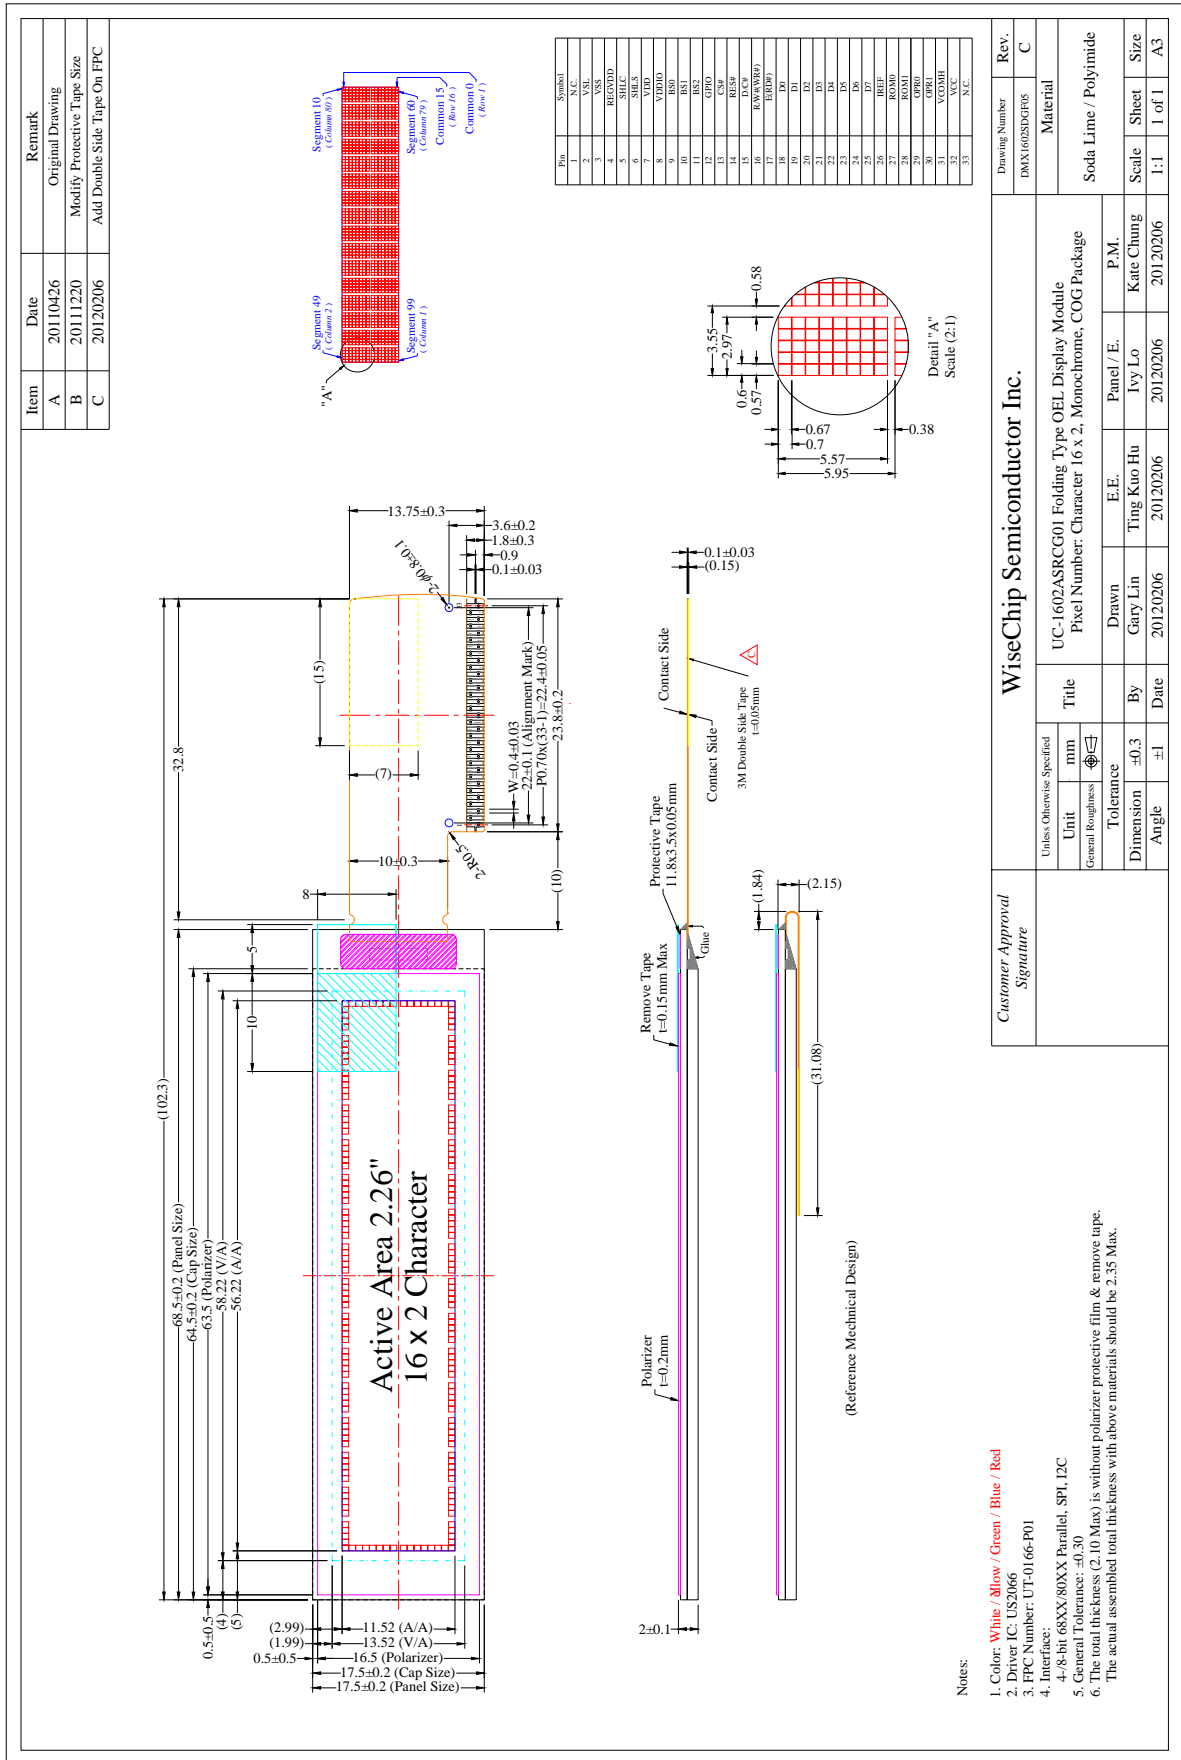 Item Date Remark
A 20110426 Original Drawing
B 20111220 Modify Protective Tape Size
C 20120206 Add Double Side Tape On FPC
(102.3)
68.5±0.2 (Panel Size)
64.5±0.2 (Cap Size)
63.5 (Polarizer)
58.22 (V/A)
56.22 (A/A)
0.5±0.5
(4)
(5)
10
5
8
32.8
(15)
(7)
10±0.3
(10)
2-R0.5
13.75±0.3
3.6±0.2
1.8±0.3
0.9
0.1±0.03
2-φ0.8±0.1
W=0.4±0.03
22±0.1 (Alignment Mark)
P0.70x(33-1)=22.4±0.05
23.8±0.2
Active Area 2.26"
16 x 2 Character
(2.99)
(1.99)
0.5±0.5
11.52 (A/A)
13.52 (V/A)
16.5 (Polarizer)
17.5±0.2 (Cap Size)
17.5±0.2 (Panel Size)
"A"
Segment 49
( Column 2 )
Segment 99
( Column 1 )
Segment 10
( Column 80 )
Segment 60
( Column 79 )
Common 15
( Row 16 )
Common 0
( Row 1 )
3.55
2.97
0.58
0.6
0.57
0.67
0.7
5.57
5.95
0.38
Detail "A"
Scale (2:1)
Pin Symbol
1 N.C.
2 VSL
3 VSS
4 REGVDD
5 SHLC
6 SHLS
7 VDD
8 VDDIO
9 BS0
10 BS1
11 BS2
12 GPIO
13 CS#
14 RES#
15 D/C#
16 R/W#(WR#)
17 E(RD#)
18 D0
19 D1
20 D2
21 D3
22 D4
23 D5
24 D6
25 D7
26 IREF
27 ROM0
28 ROM1
29 OPR0
30 OPR1
31 VCOMH
32 VCC
33 N.C.
Polarizer
t=0.2mm
Remove Tape
t=0.15mm Max
Protective Tape
11.8x3.5x0.05mm
Glue
Contact Side
Contact Side
3M Double Side Tape
t=0.05mm
C
0.1±0.03
(0.15)
2±0.1
(1.84)
(2.15)
(31.08)
(Reference Mechnical Design)
Notes:
1. Color: White / / Green / Blue / Red
2. Driver IC: US2066
3. FPC Number: UT-0166-P01
4. Interface:
4-/8-bit 68XX/80XX Parallel, SPI, I2C
5. General Tolerance: ±0.30
6. The total thickness (2.10 Max) is without polarizer protective film & remove tape.
The actual assembled total thickness with above materials should be 2.35 Max.
Customer Approval
Signature
WiseChip Semiconductor Inc.
Drawing Number Rev.
DMX1602SDGF05 C
Unless Otherwise Specified
Unit mm
General Roughness
Tolerance
Dimension ±0.3
Angle ±1
Title
UC-1602ASRCG01 Folding Type OEL Display Module
Pixel Number: Character 16 x 2, Monochrome, COG Package
Material
Soda Lime / Polyimide
Drawn E.E. Panel / E. P.M.
By Gary Lin Ting Kuo Hu Ivy Lo Kate Chung
Date 20120206 20120206 20120206 20120206
Scale Sheet Size
1:1 1 of 1 A3